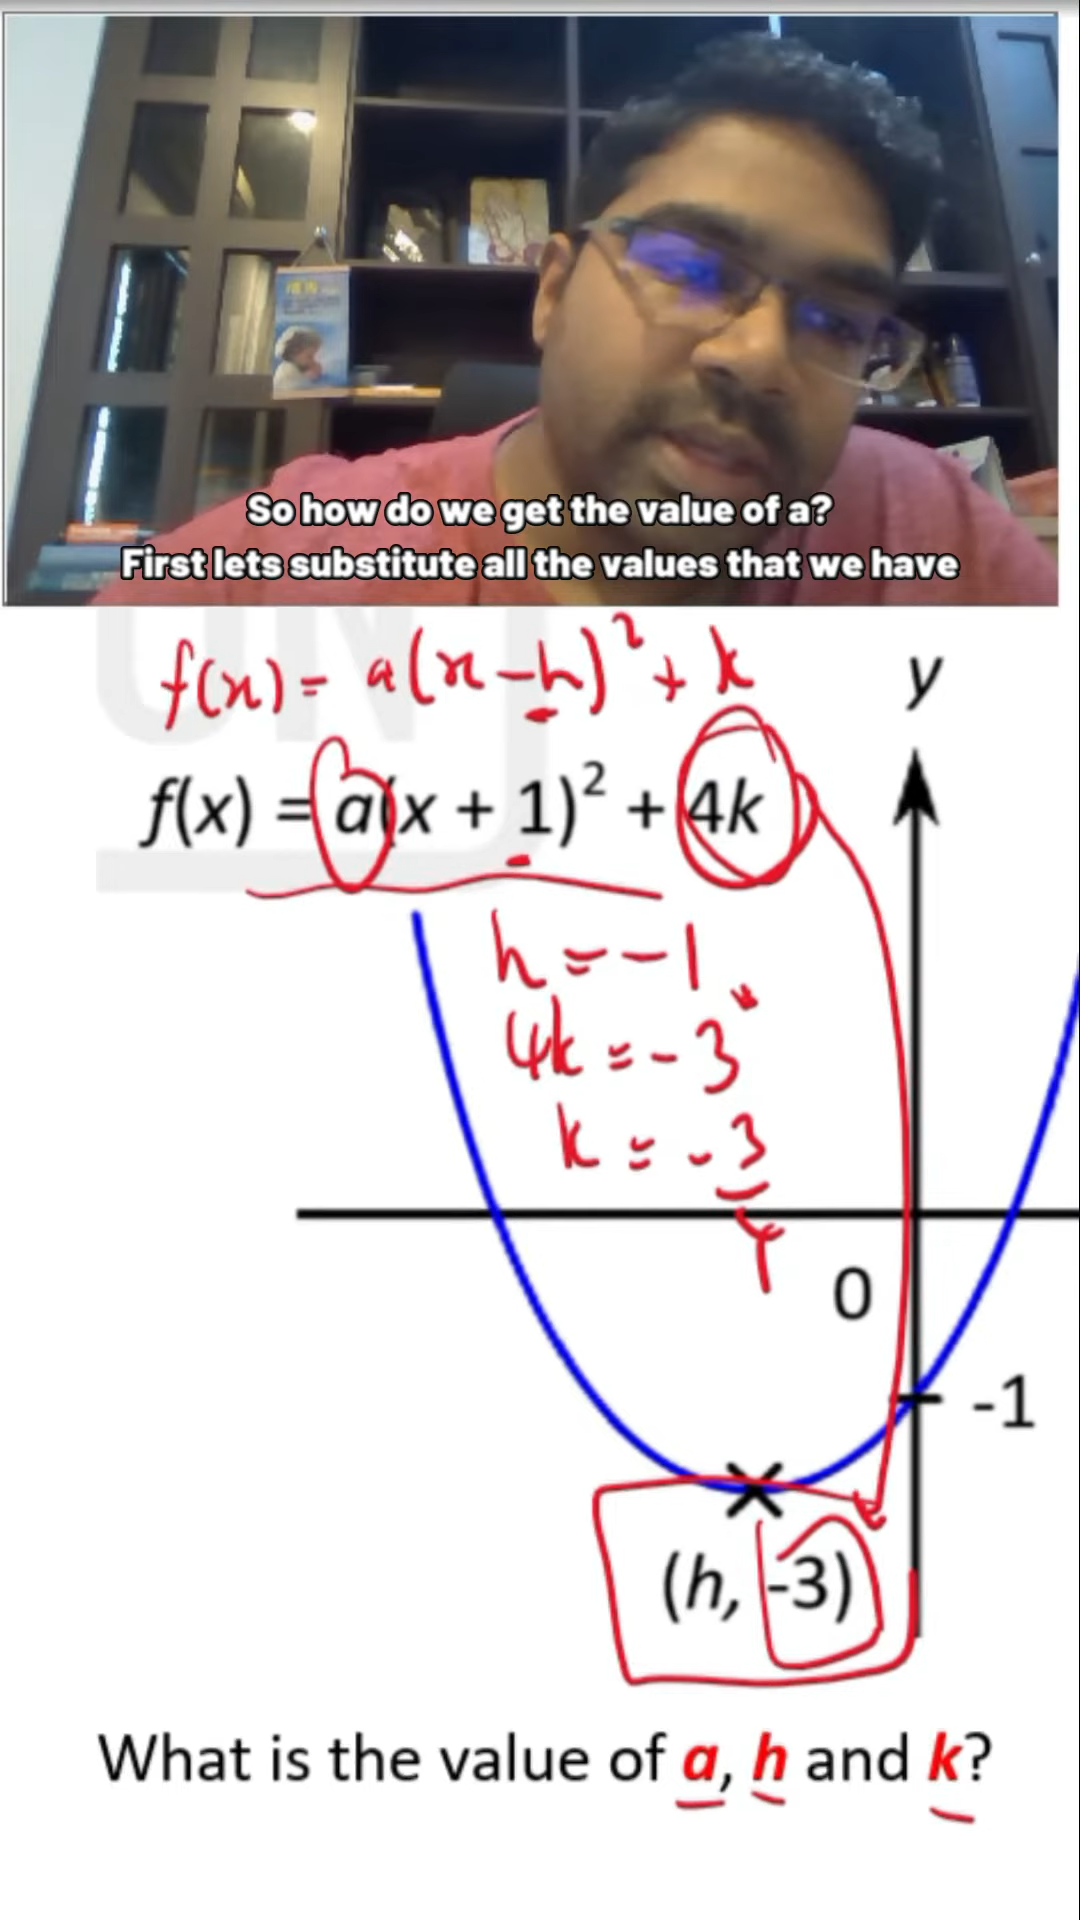 So how do we get the value of a?
First lets substitute all the values that we have
f(x) = a(x - h)² + k
y
f(x) = a(x + 1)² + 4k
h = -1
4k = -3
k = -3/4
0
-1
(h, -3)
What is the value of a, h and k?